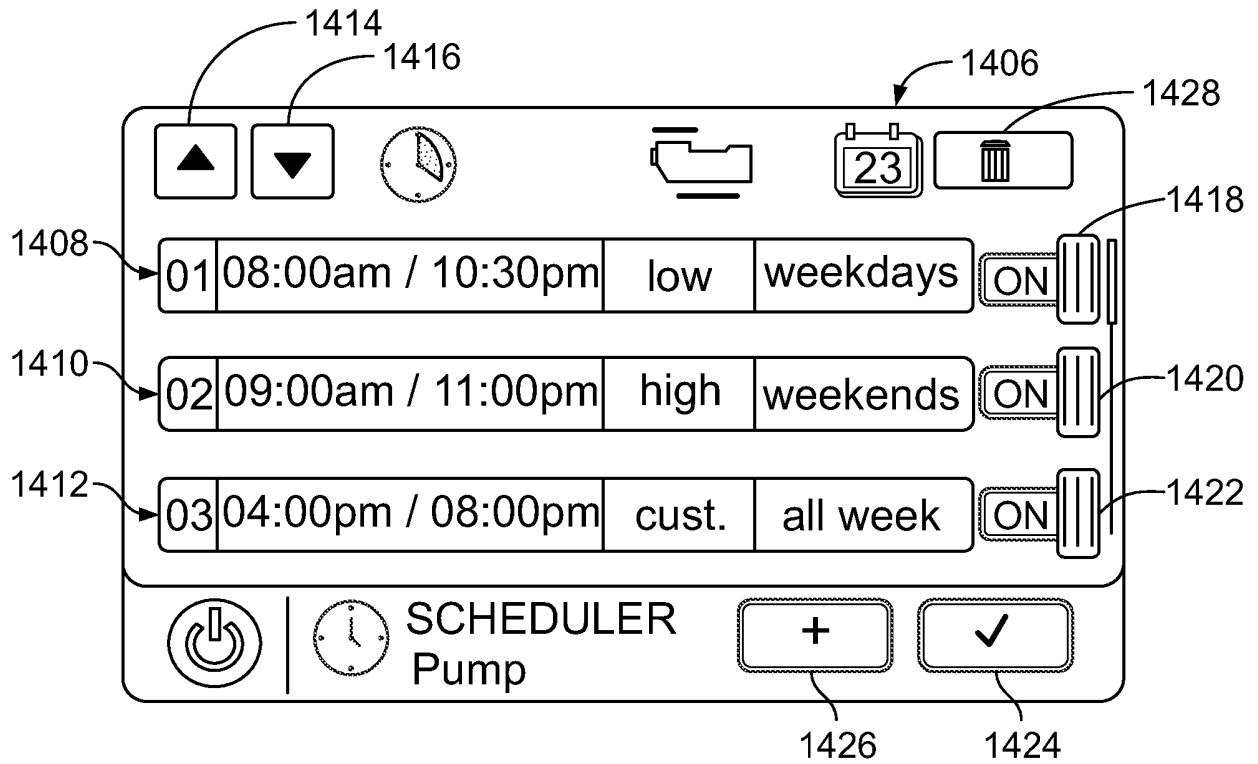 1414
1416
1406
1428
23
1418
1408
01 08:00am / 10:30pm low weekdays ON
1410
02 09:00am / 11:00pm high weekends ON
1420
1412
03 04:00pm / 08:00pm cust. all week ON
1422
SCHEDULER
Pump
+ ✓
1426 1424